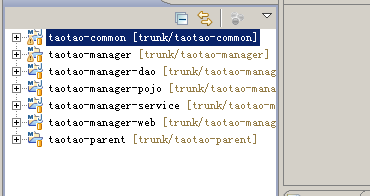 taotao-common [trunk/taotao-common]
taotao-manager [trunk/taotao-manager]
taotao-manager-dao [trunk/taotao-manag
taotao-manager-pojo [trunk/taotao-mana
taotao-manager-service [trunk/taotao-m
taotao-manager-web [trunk/taotao-manag
taotao-parent [trunk/taotao-parent]